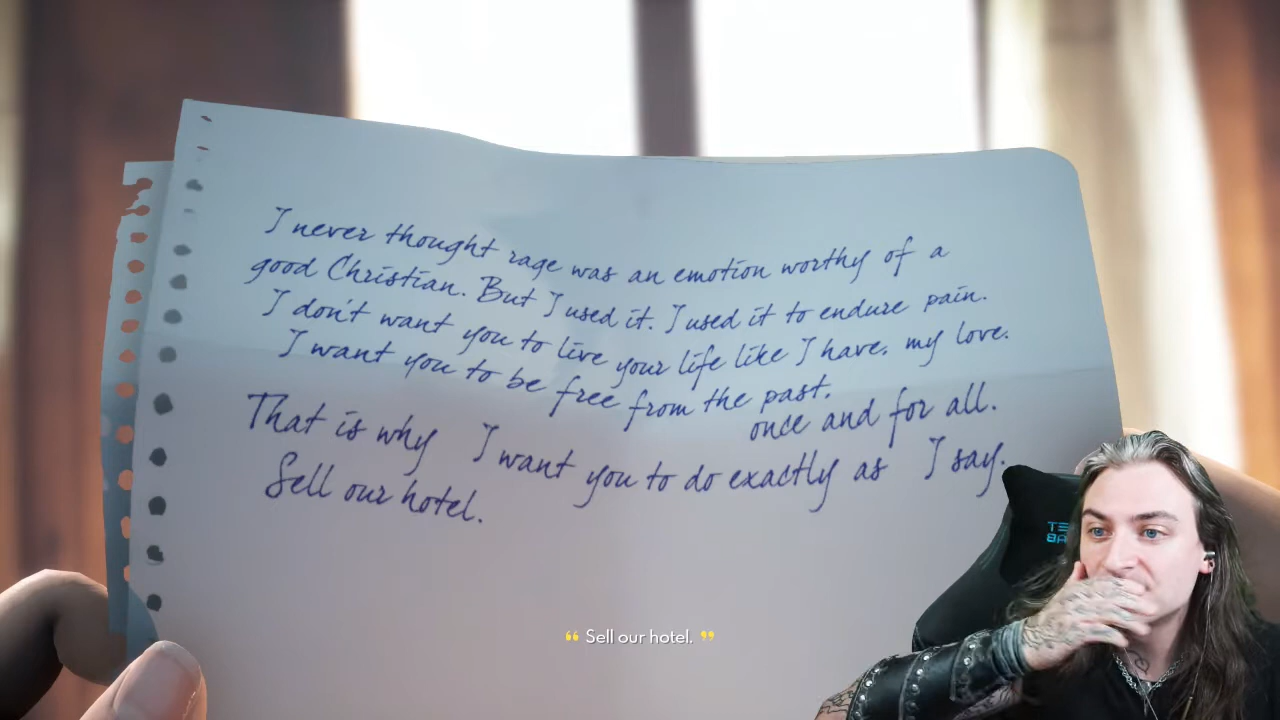 I never thought rage was an emotion worthy of a
good Christian. But I used it. I used it to endure pain.
I don't want you to live your life like I have, my love.
I want you to be free from the past.
once and for all.
That is why I want you to do exactly as I say.
Sell our hotel.
“ Sell our hotel. ”